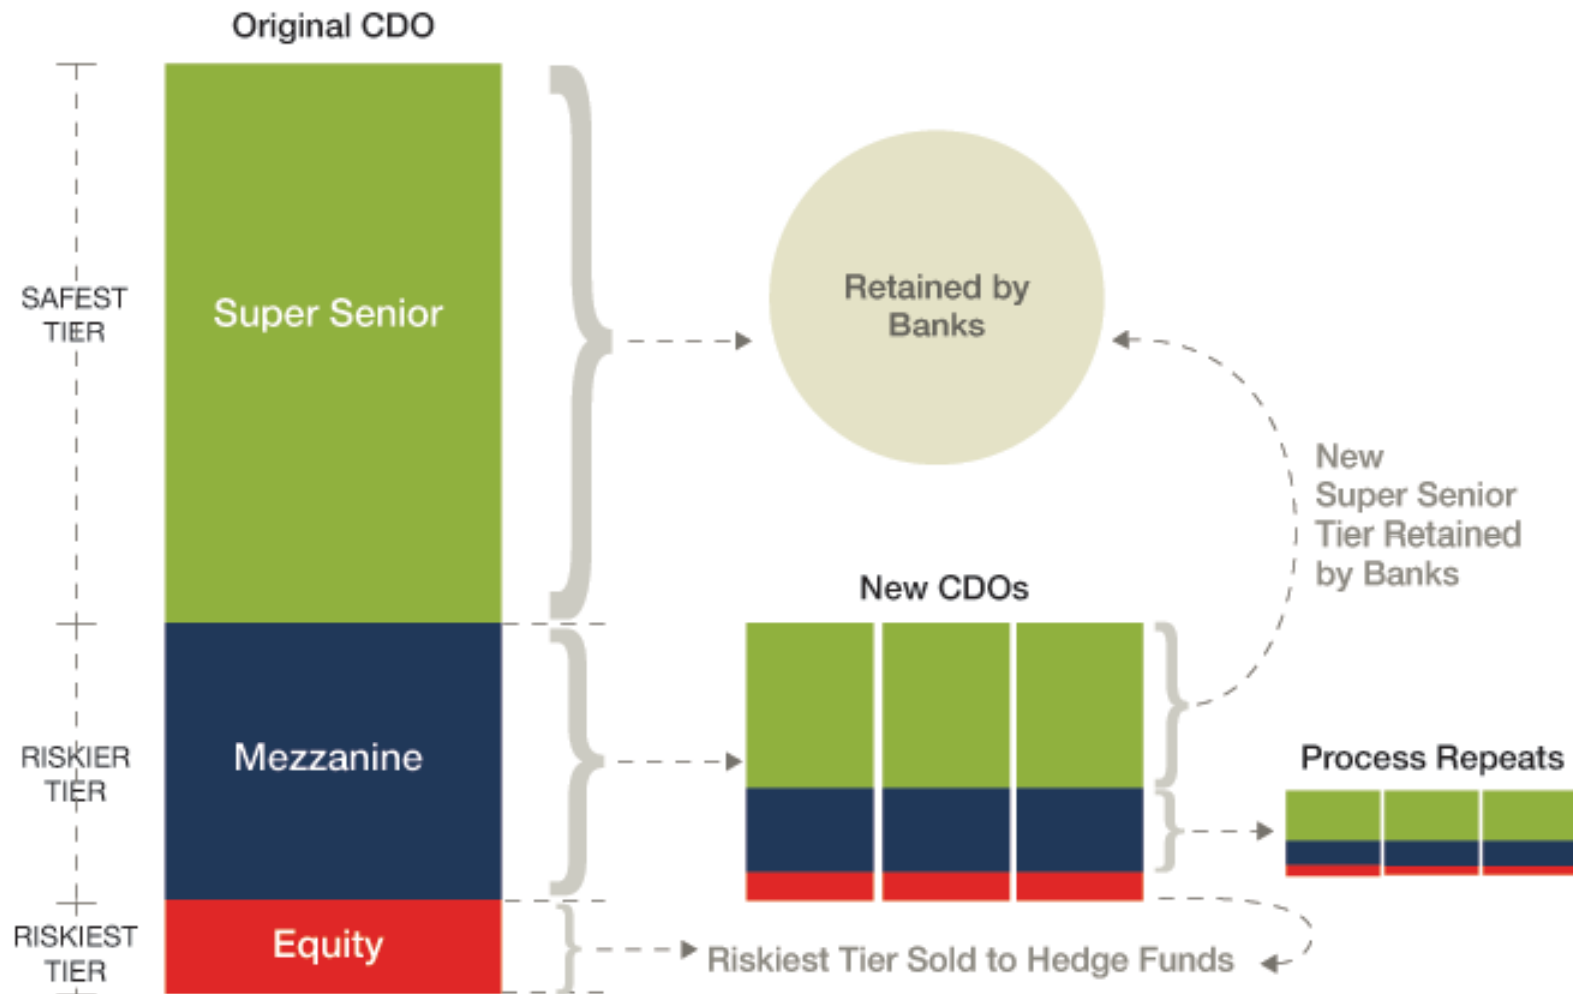 Original CDO
SAFEST
TIER
Super Senior
Retained by
Banks
New
Super Senior
Tier Retained
by Banks
New CDOs
RISKIER
TIER
Mezzanine
Process Repeats
RISKIEST
TIER
Equity
Riskiest Tier Sold to Hedge Funds